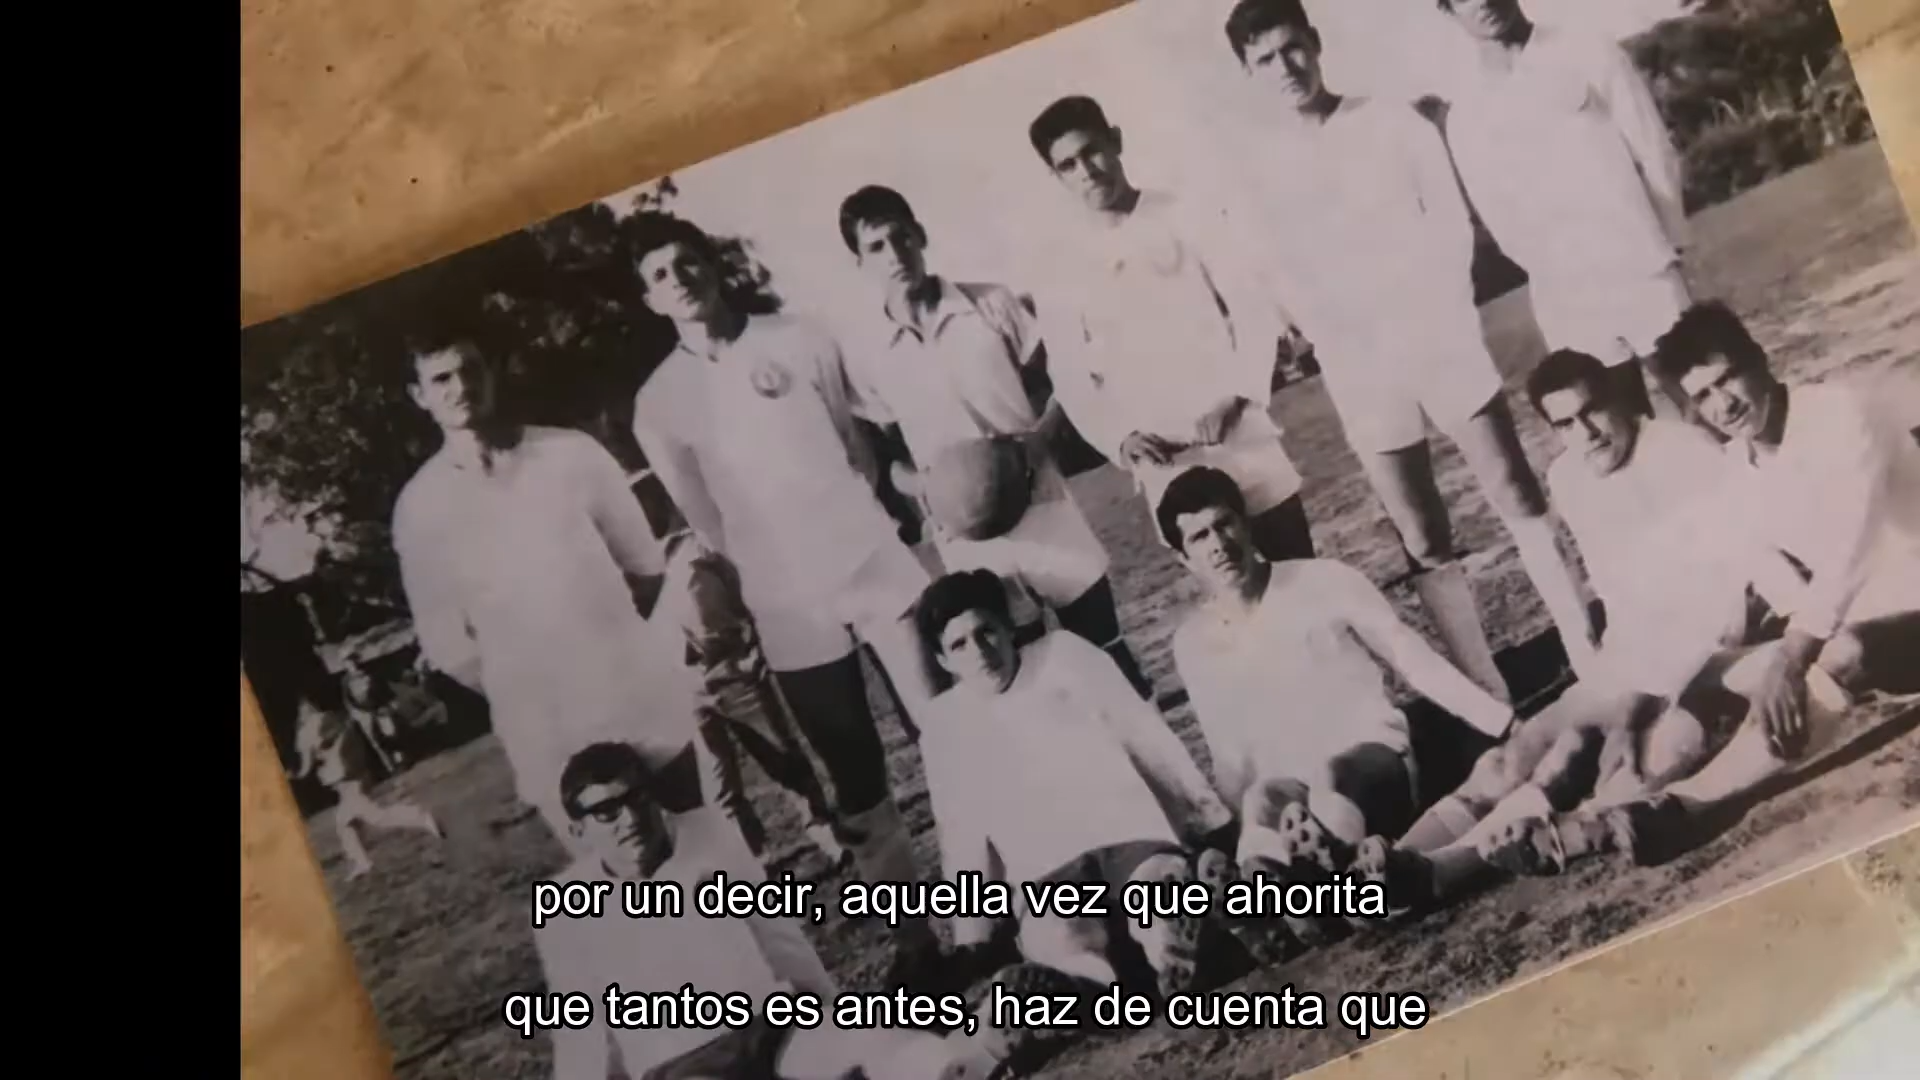 por un decir, aquella vez que ahorita
que tantos es antes, haz de cuenta que